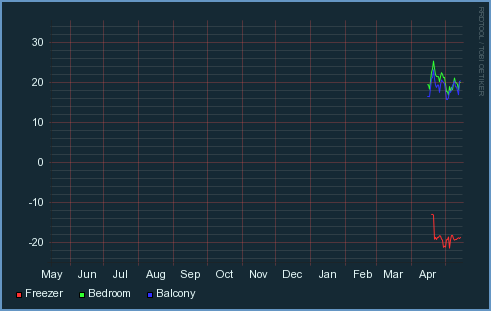 RRDTOOL / TOBI OETIKER
30
20
10
0
-10
-20
May Jun Jul Aug Sep Oct Nov Dec Jan Feb Mar Apr
Freezer Bedroom Balcony